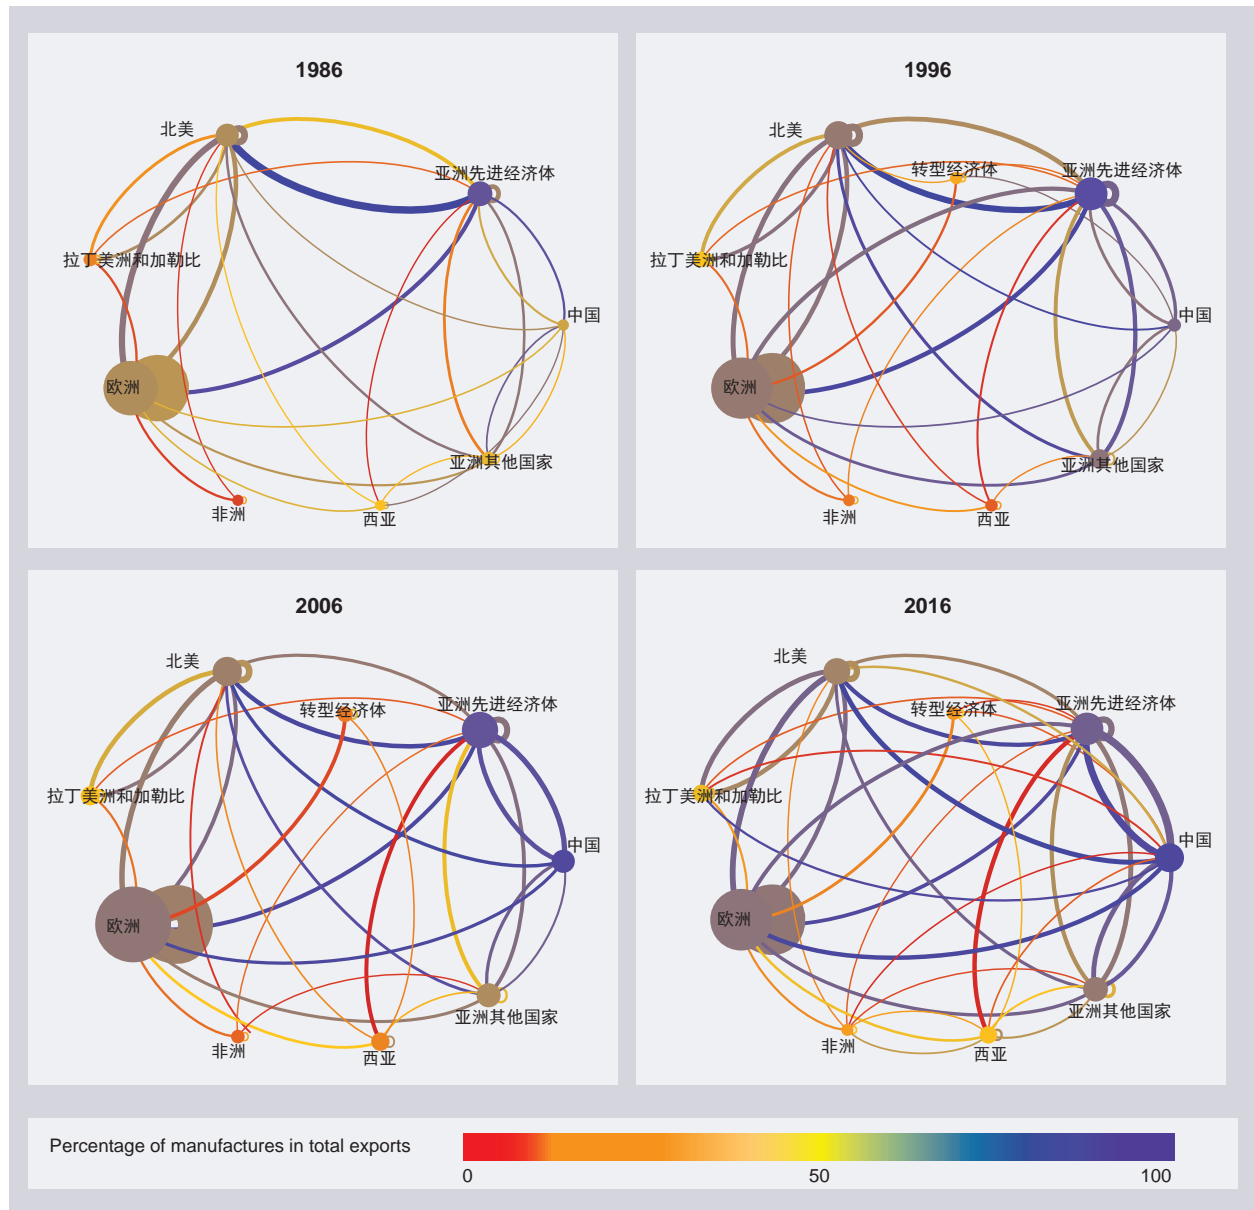 1986
北美
亚洲先进经济体
拉丁美洲和加勒比
中国
欧洲
亚洲其他国家
非洲
西亚
1996
北美
转型经济体
亚洲先进经济体
拉丁美洲和加勒比
中国
欧洲
亚洲其他国家
非洲
西亚
2006
北美
转型经济体
亚洲先进经济体
拉丁美洲和加勒比
中国
欧洲
亚洲其他国家
非洲
西亚
2016
北美
转型经济体
亚洲先进经济体
拉丁美洲和加勒比
中国
欧洲
亚洲其他国家
非洲
西亚
Percentage of manufactures in total exports
0 50 100